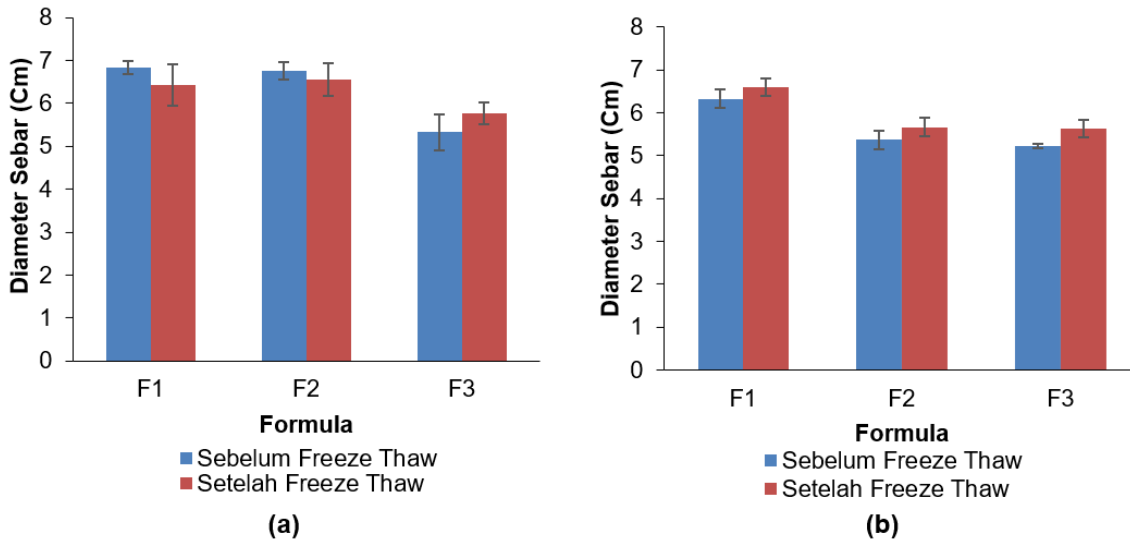 Diameter Sebar (Cm)
8
7
6
5
4
3
2
1
0
F1 F2 F3
Formula
Sebelum Freeze Thaw
Setelah Freeze Thaw
(a)
Diameter Sebar (Cm)
8
7
6
5
4
3
2
1
0
F1 F2 F3
Formula
Sebelum Freeze Thaw
Setelah Freeze Thaw
(b)